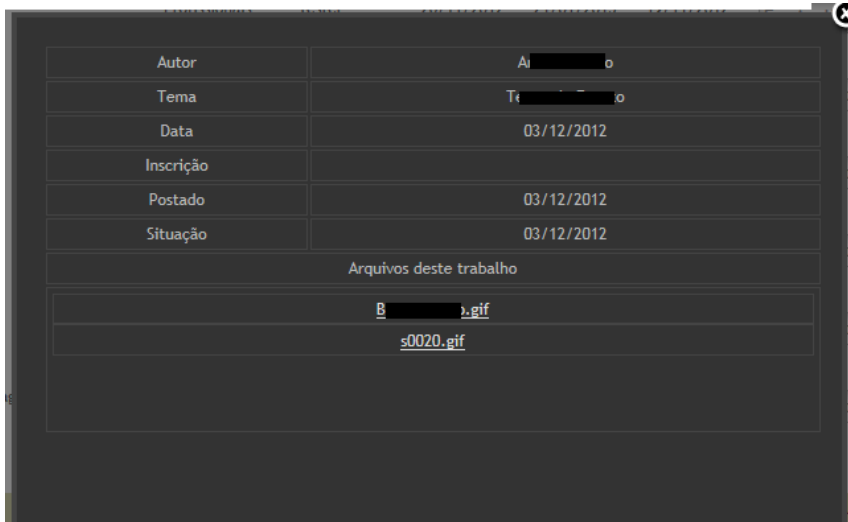 Autor
Tema
Data 03/12/2012
Inscrição
Postado 03/12/2012
Situação 03/12/2012
Arquivos deste trabalho
s0020.gif